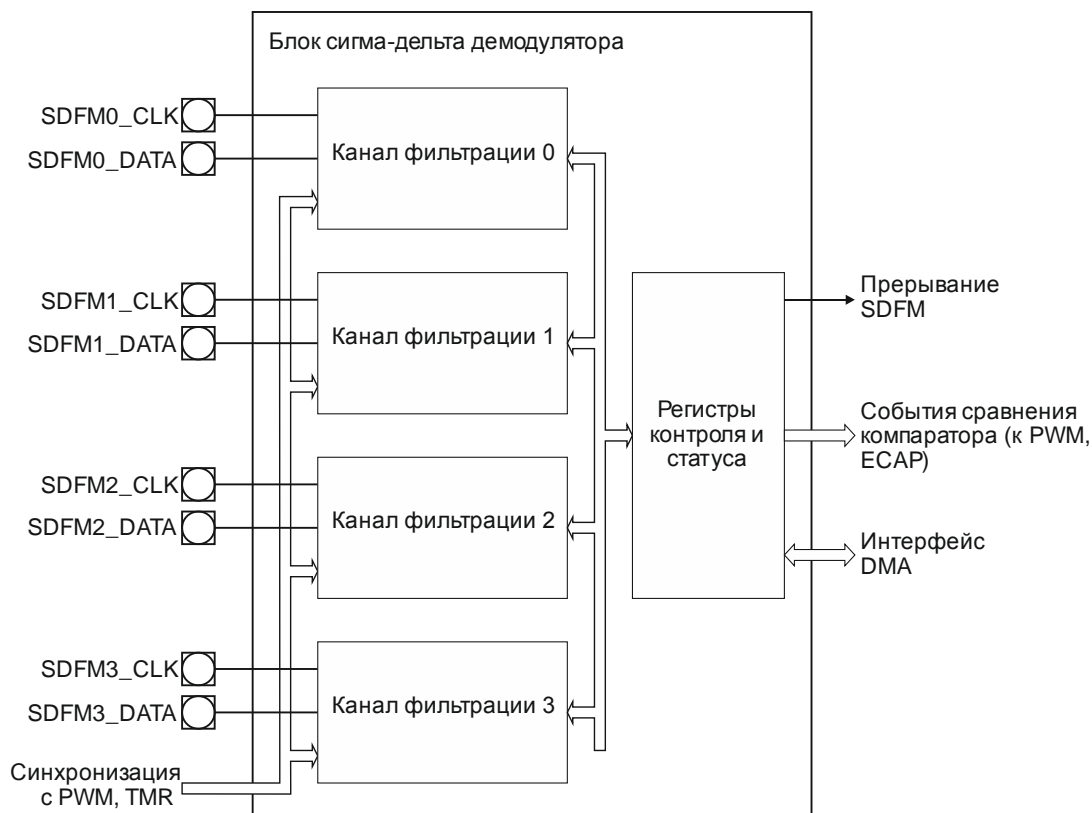 Блок сигма-дельта демодулятора
SDFM0_CLK
SDFM0_DATA
Канал фильтрации 0
SDFM1_CLK
SDFM1_DATA
Канал фильтрации 1
Прерывание
SDFM
Регистры
контроля и
статуса
События сравнения
компаратора (к PWM,
ECAP)
SDFM2_CLK
SDFM2_DATA
Канал фильтрации 2
Интерфейс
DMA
SDFM3_CLK
SDFM3_DATA
Канал фильтрации 3
Синхронизация
с PWM, TMR